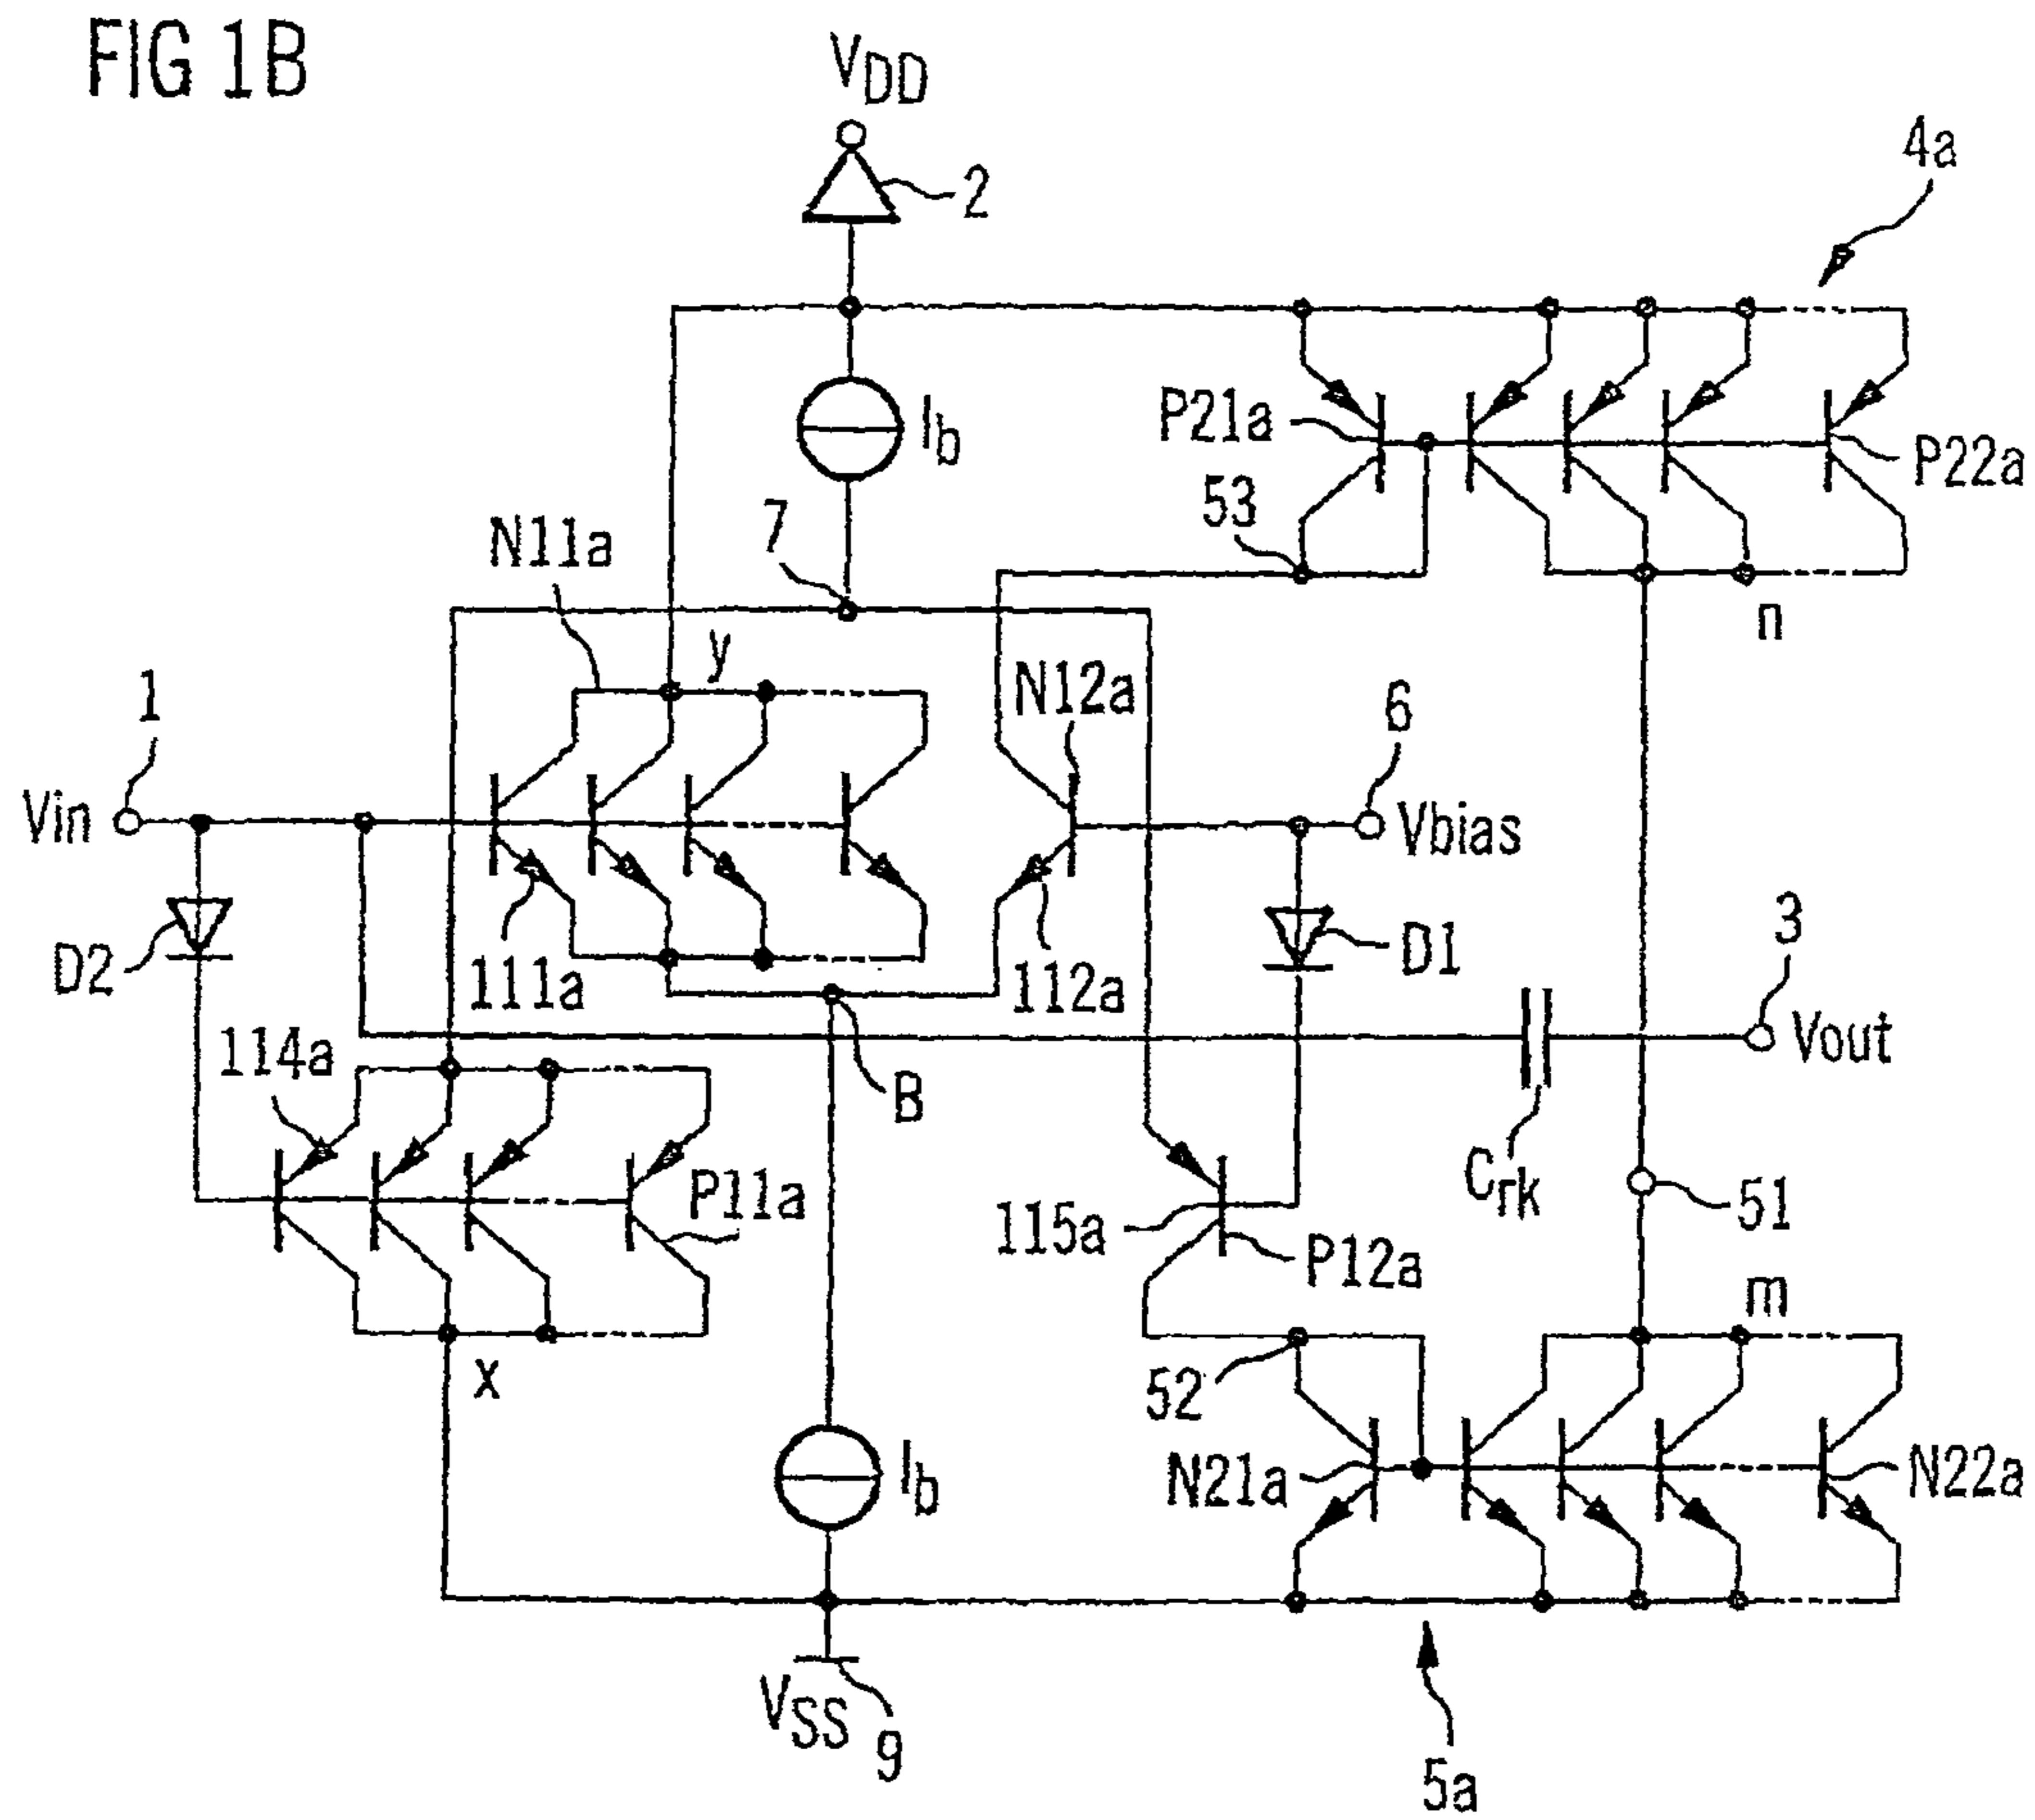 FIG 1B
VDD
2
4a
Ib
P21a
P22a
53
7
N11a
n
y
N12a
6
1
Vin
Vbias
D2
111a
112a
D1
3
114a
B
Vout
Crk
P11a
115a
P12a
51
m
x
52
Ib
N21a
N22a
VSS
9
5a